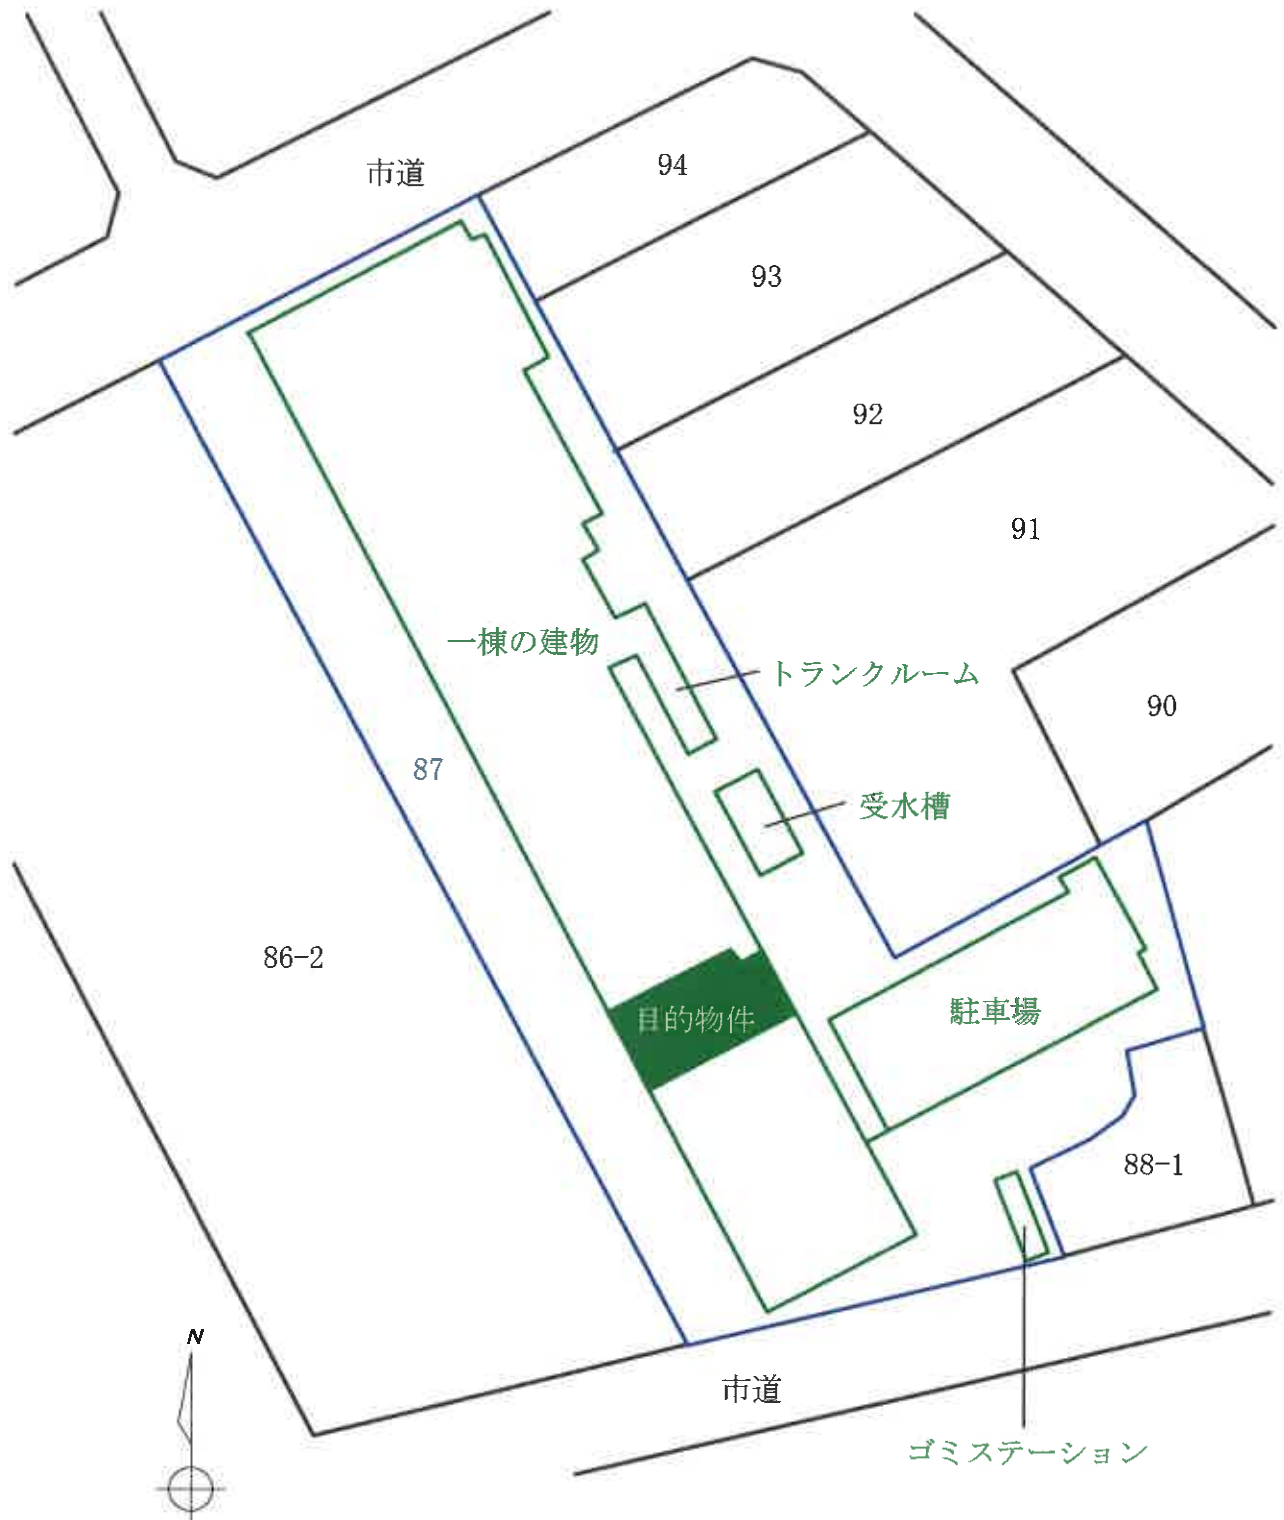 市道
94
93
92
91
一棟の建物
トランクルーム
90
87
受水槽
86-2
駐車場
目的物件
88-1
N
市道
ゴミステーション